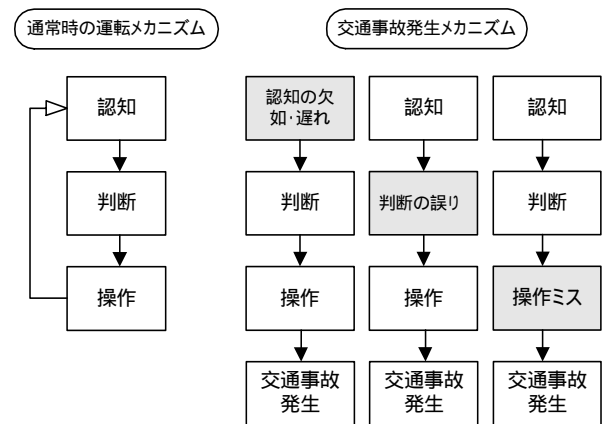 通常時の運転メカニズム
交通事故発生メカニズム
認知
判断
操作
認知の欠
如・遅れ
判断
操作
交通事故
発生
認知
判断の誤り
操作
交通事故
発生
認知
判断
操作ミス
交通事故
発生